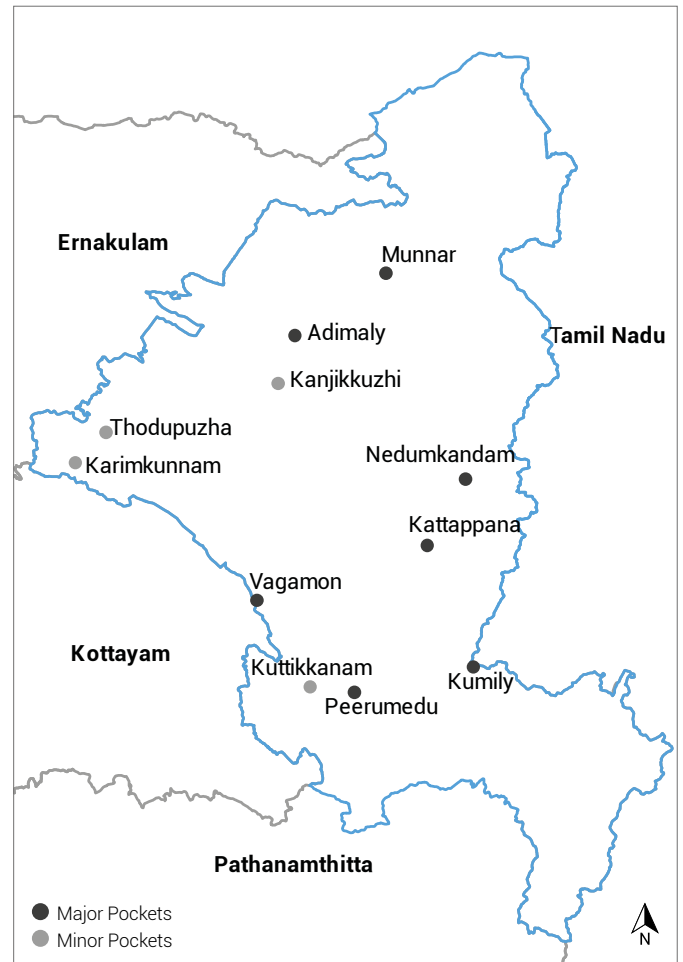 Ernakulam
Munnar
Tamil Nadu
Adimaly
Kanjikkuzhi
Thodupuzha
Karimkunnam
Nedumkandam
Kattappana
Vagamon
Kottayam
Kuttikkanam
Kumily
Peerumedu
Pathanamthitta
Major Pockets
Minor Pockets
N